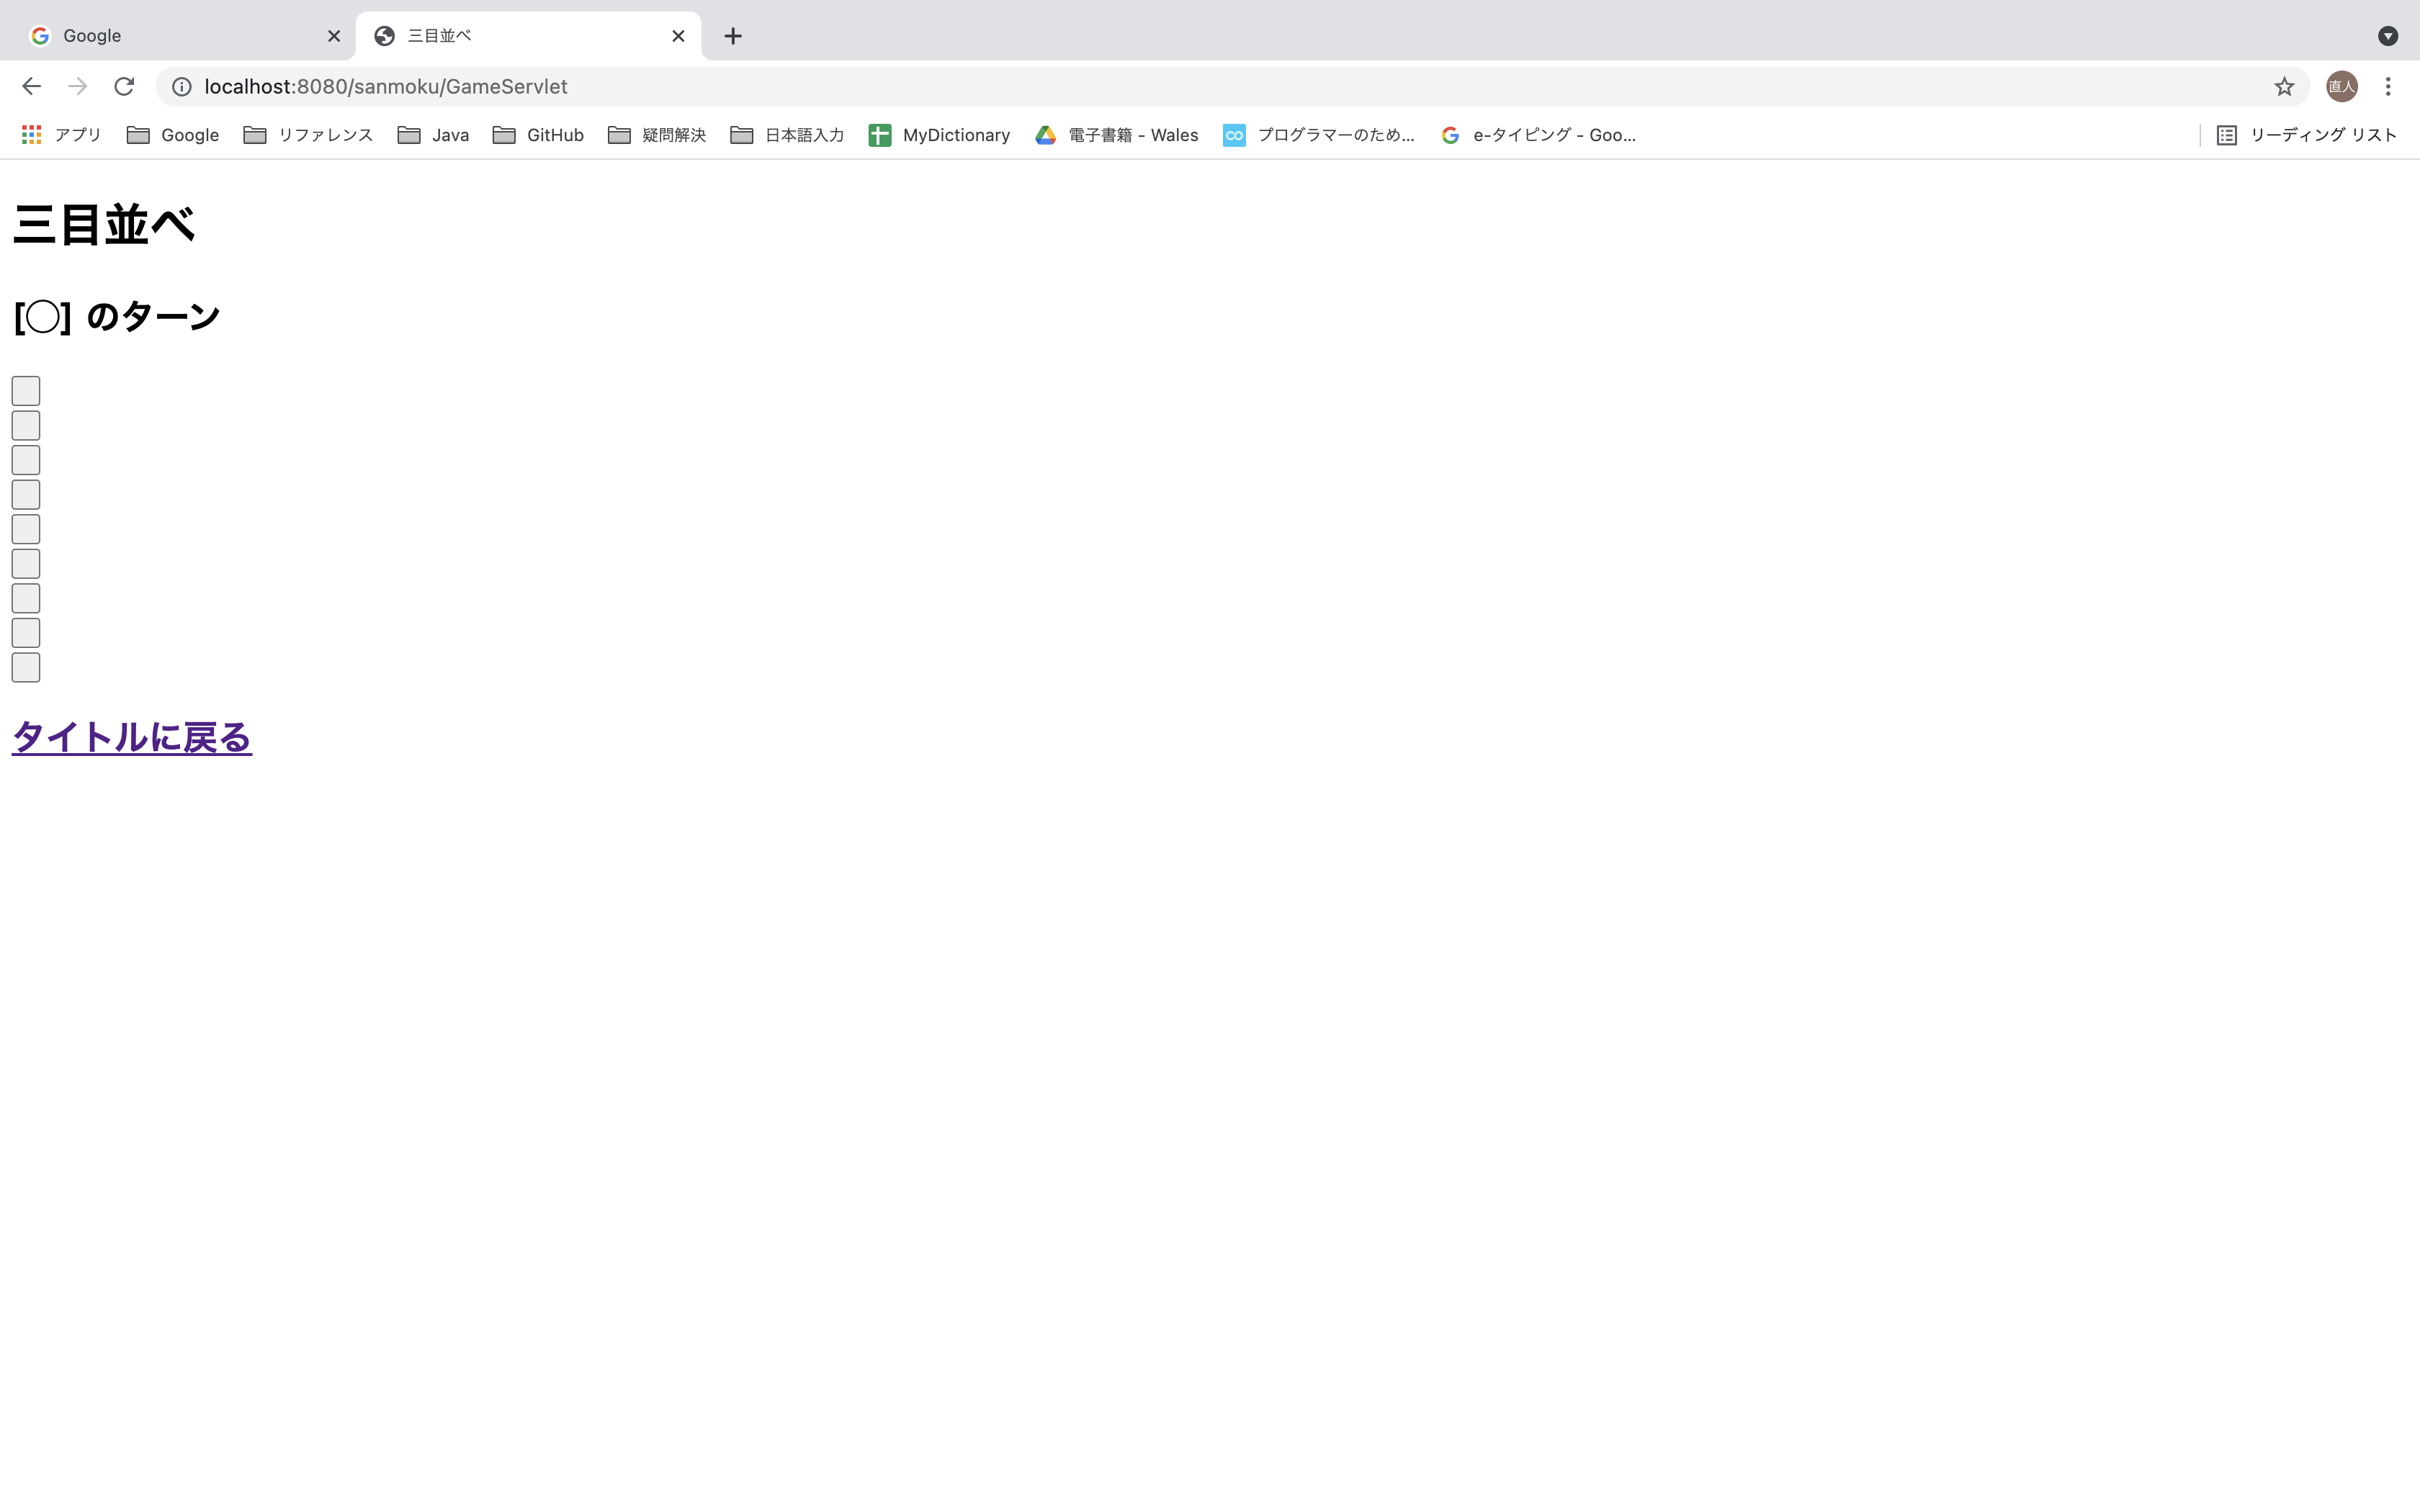 Google
三目並べ
localhost:8080/sanmoku/GameServlet
直人
アプリ
Google
リファレンス
Java
GitHub
疑問解決
日本語入力
MyDictionary
電子書籍 - Wales
プログラマーのため...
e-タイピング - Goo...
リーディング リスト
三目並べ
[◯] のターン
タイトルに戻る